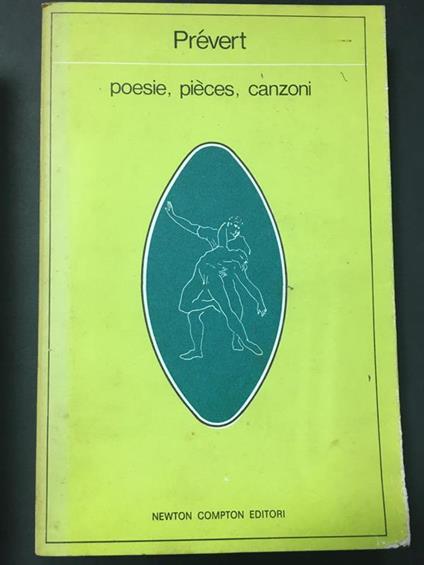 Prévert
poesie, pièces, canzoni
NEWTON COMPTON EDITORI